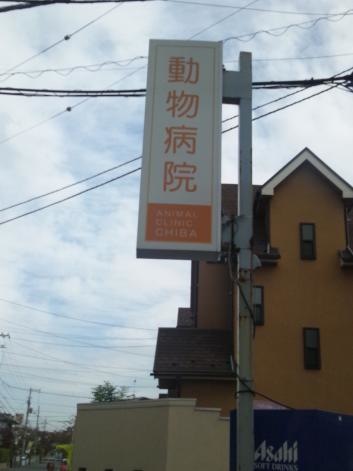 動物病院
ANIMAL
CLINIC
CHIBA
Asahi
SOFT DRINKS